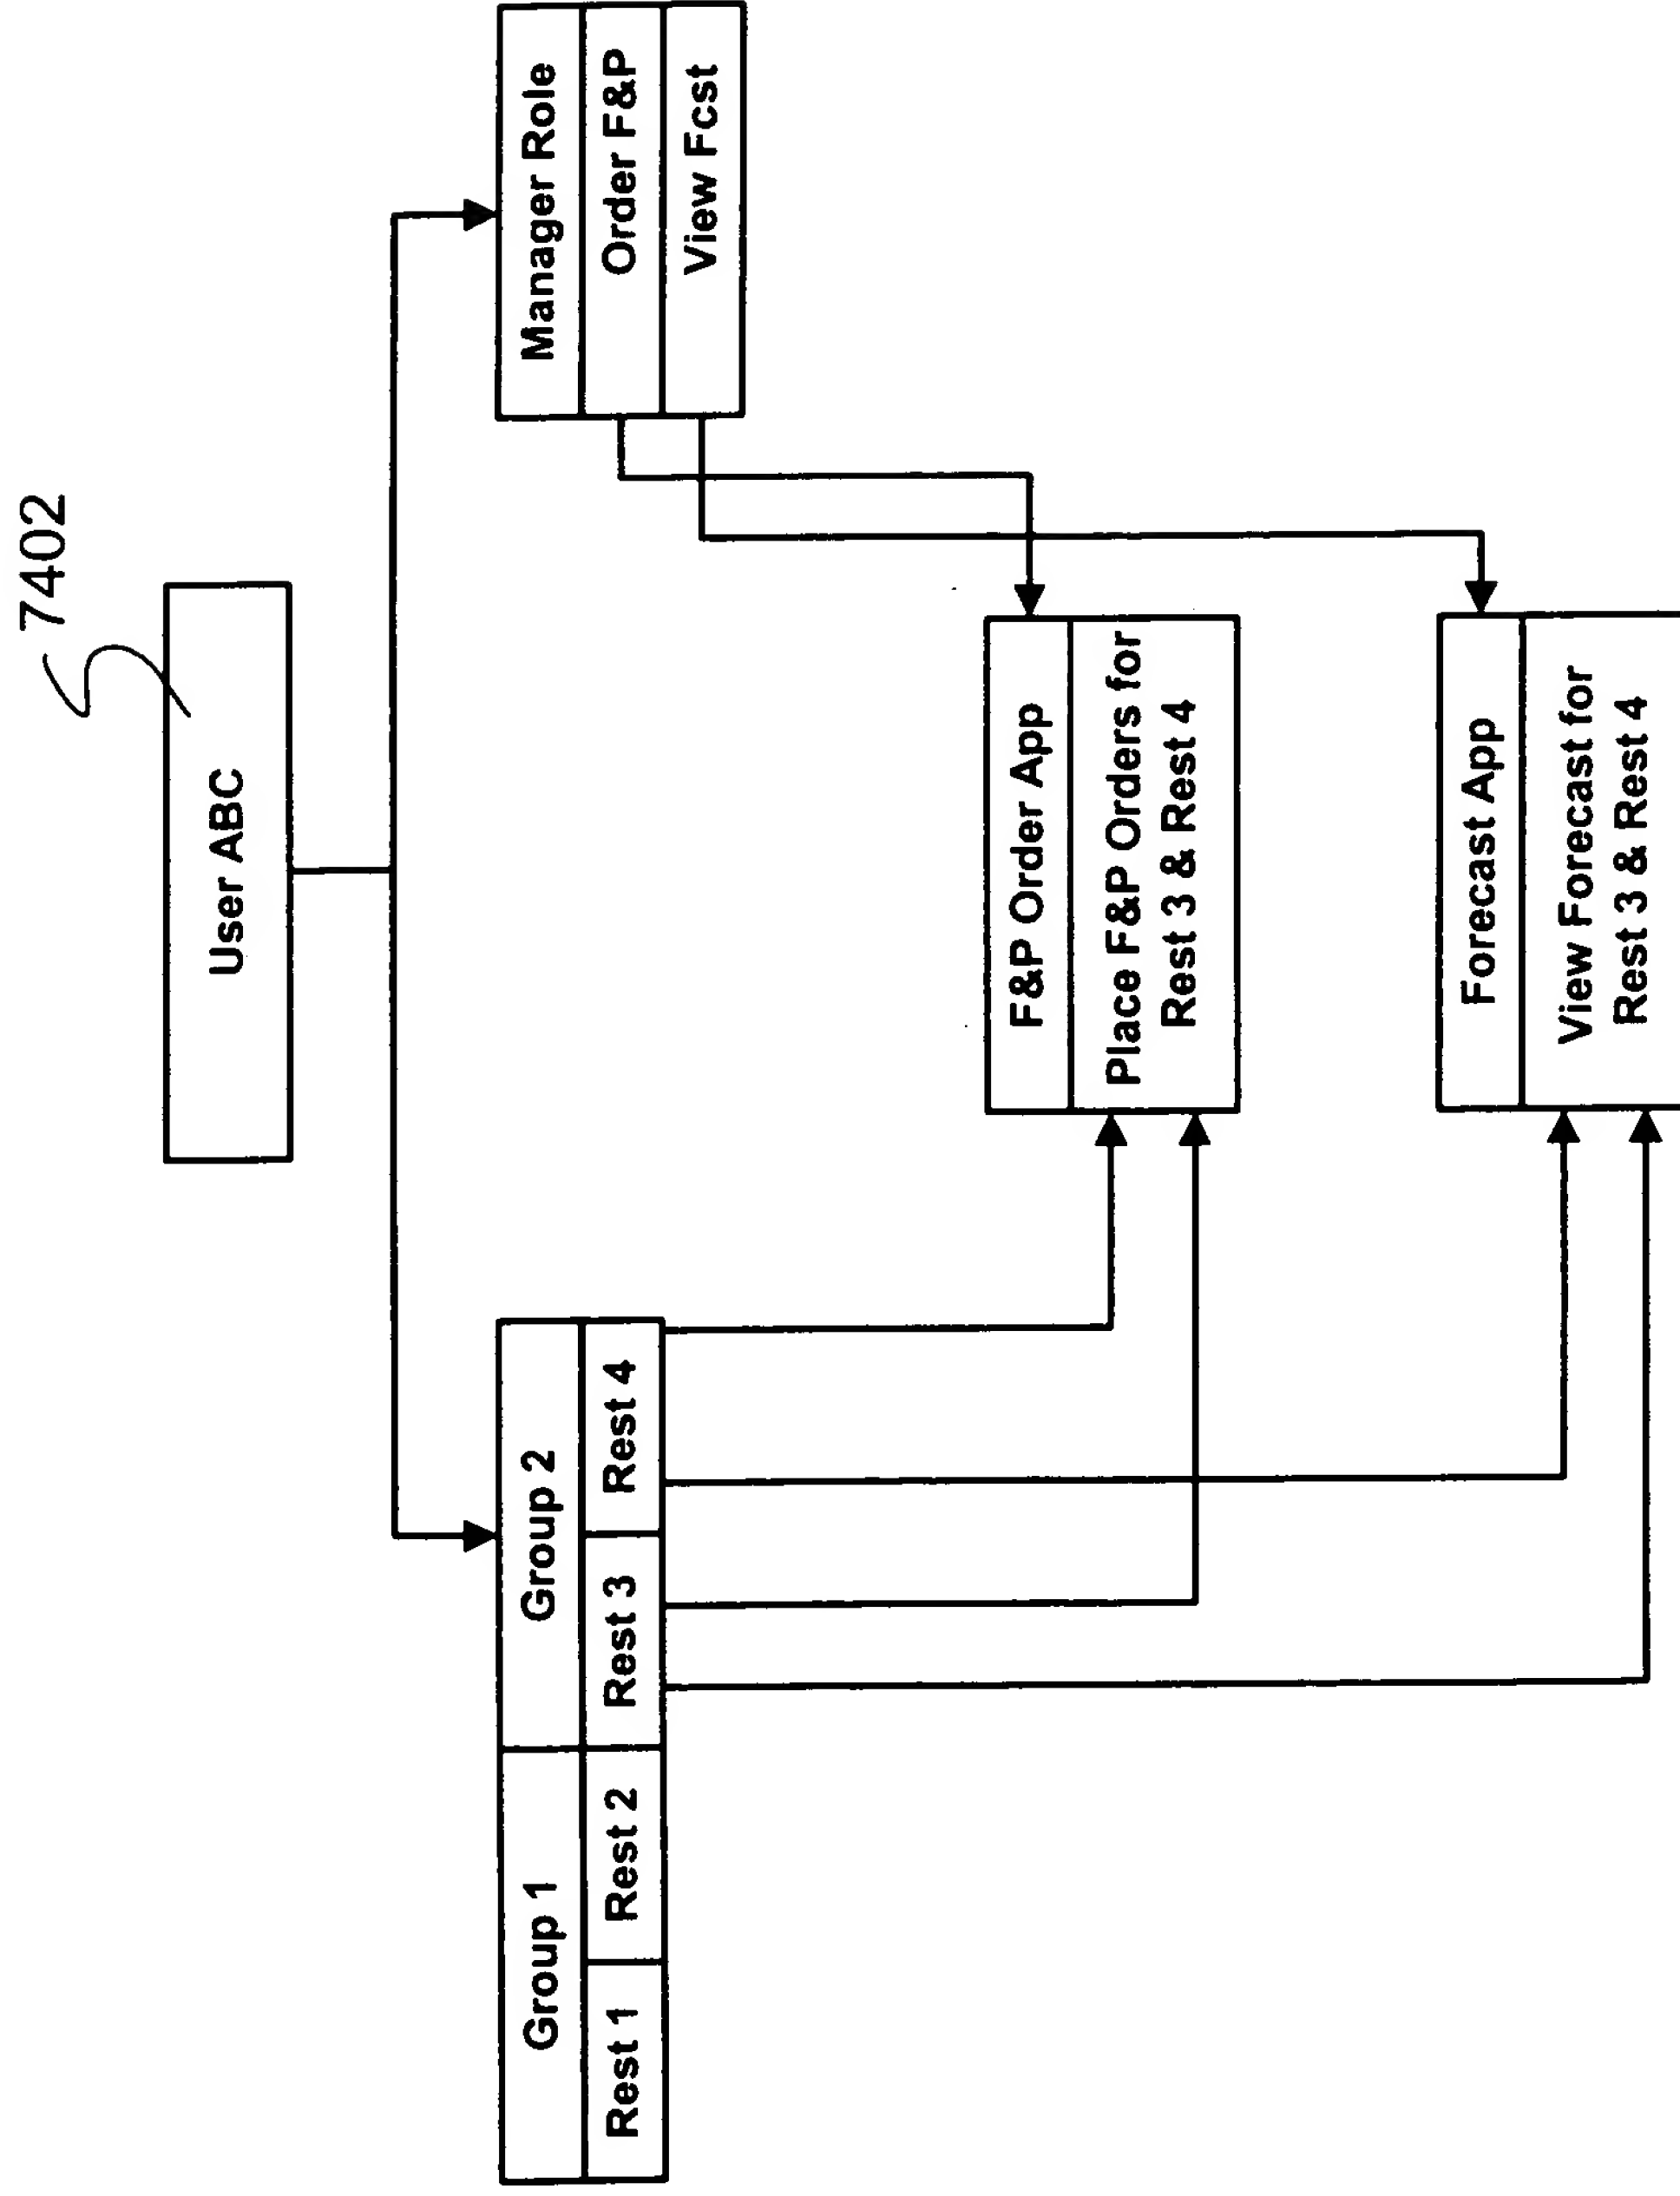 7402
User ABC
Group 1
Group 2
Manager Role
Rest 1
Rest 2
Rest 3
Rest 4
Order F&P
View Fcst
F&P Order App
Place F&P Orders for
Rest 3 & Rest 4
Forecast App
View Forecast for
Rest 3 & Rest 4